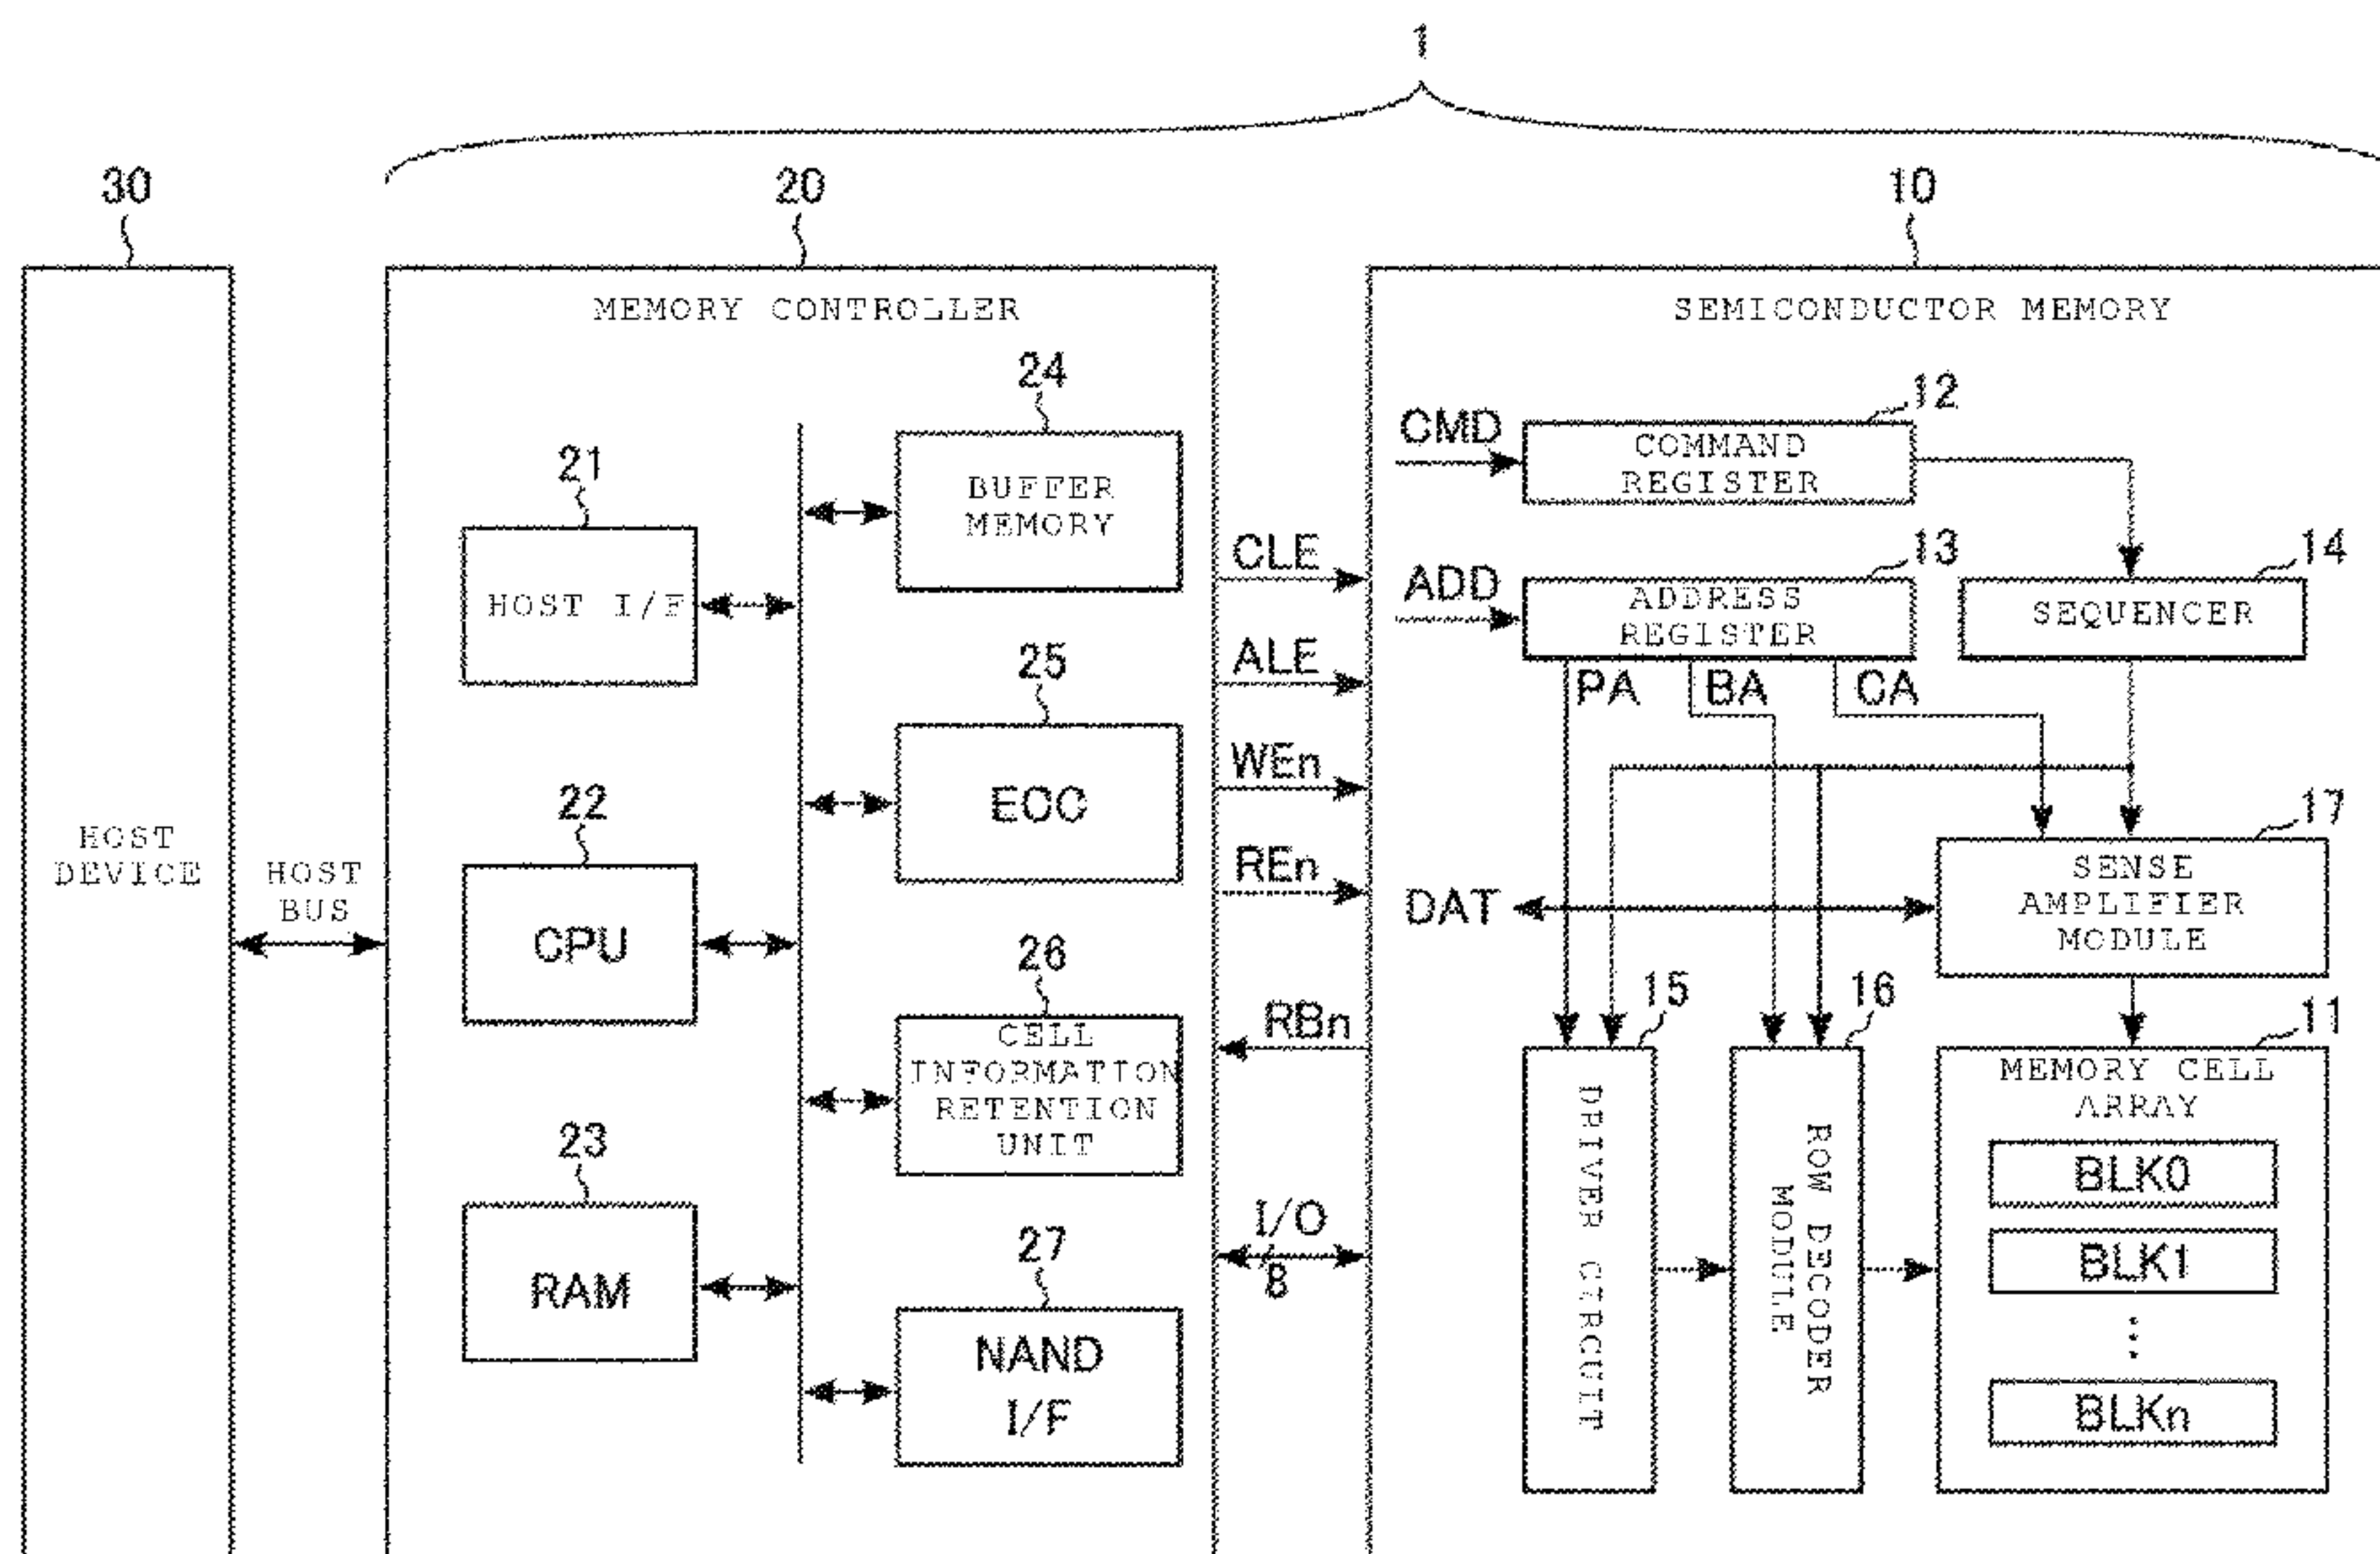 1
30
20
10
MEMORY CONTROLLER
SEMICONDUCTOR MEMORY
HOST
DEVICE
HOST
BUS
21
HOST I/F
22
CPU
23
RAM
24
BUFFER
MEMORY
25
ECC
26
CELL
INFORMATION
RETENTION
UNIT
27
NAND
I/F
CLE
ALE
WEn
REn
RBn
I/O
8
CMD
12
COMMAND
REGISTER
ADD
13
ADDRESS
REGISTER
14
SEQUENCER
PA
BA
CA
17
SENSE
AMPLIFIER
MODULE
DAT
15
DRIVER CIRCUIT
16
ROW DECODER
MODULE
11
MEMORY CELL
ARRAY
BLK0
BLK1
⋮
BLKn